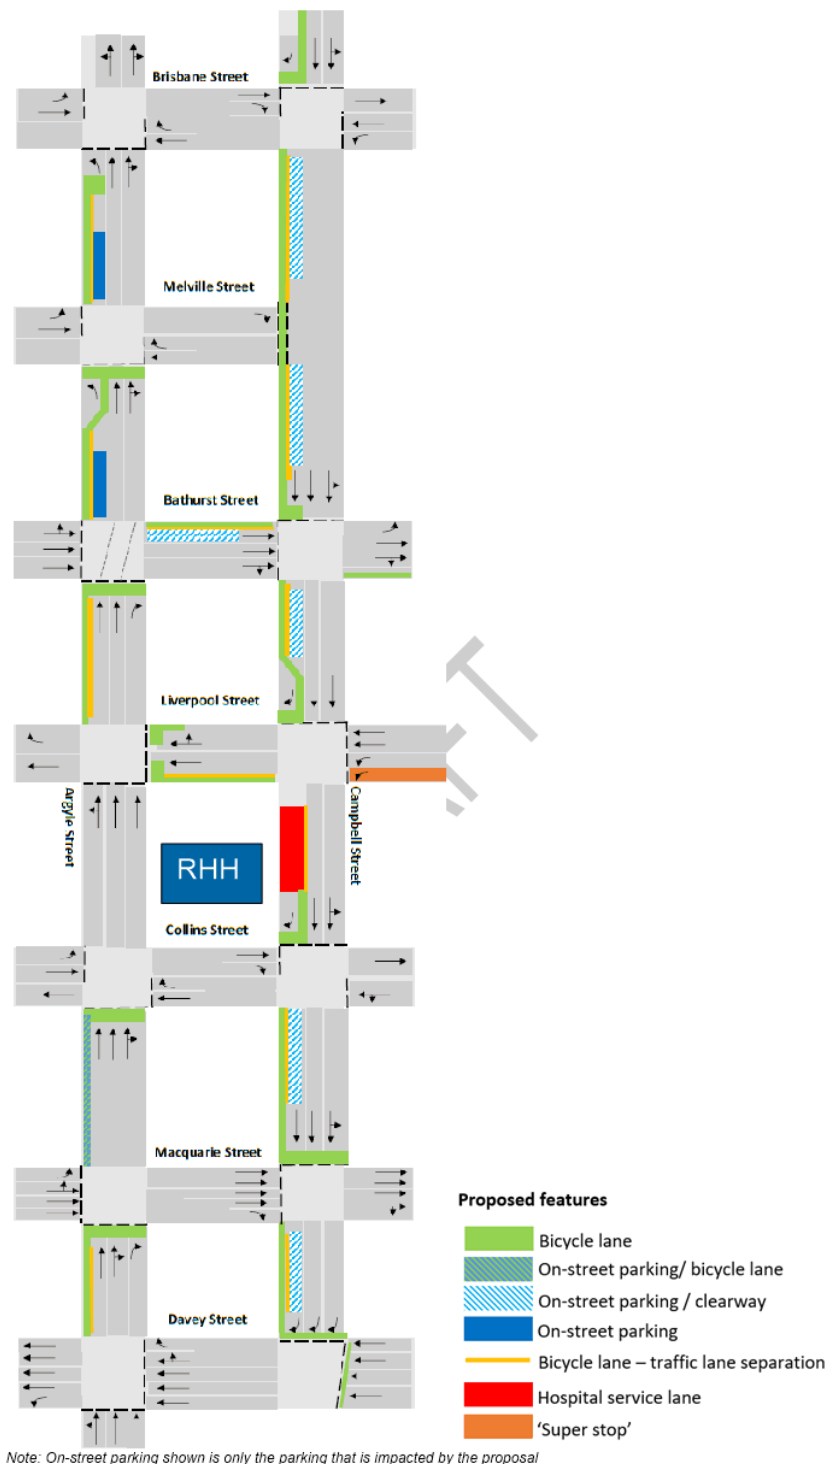 Brisbane Street
Melville Street
Bathurst Street
Liverpool Street
Argyle Street
Campbell Street
RHH
Collins Street
Macquarie Street
Davey Street
Proposed features
Bicycle lane
On-street parking/ bicycle lane
On-street parking / clearway
On-street parking
Bicycle lane – traffic lane separation
Hospital service lane
‘Super stop’
Note: On-street parking shown is only the parking that is impacted by the proposal